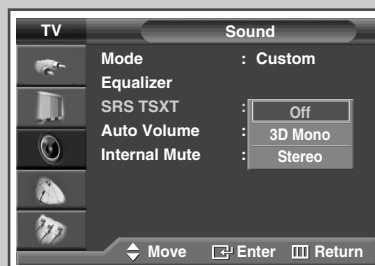 TV
Sound
Mode : Custom
Equalizer
SRS TSXT : Off
Auto Volume : 3D Mono
Internal Mute : Stereo
Move Enter Return